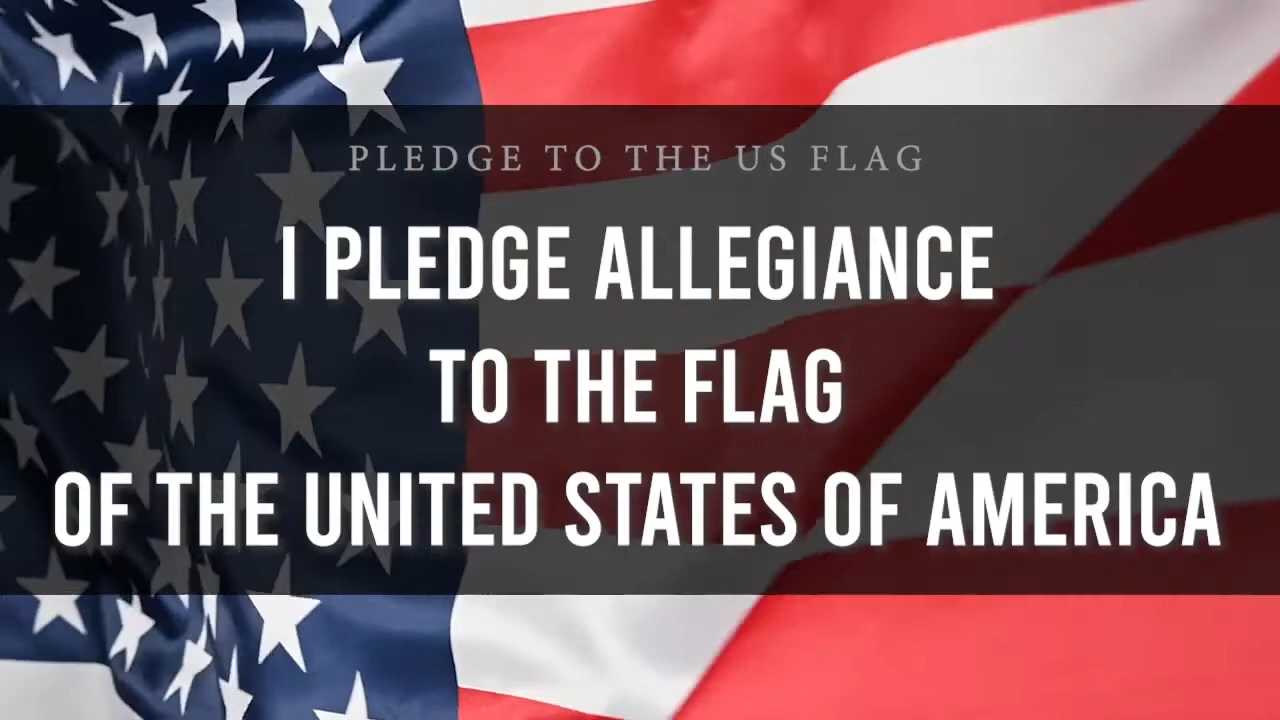 PLEDGE TO THE US FLAG
I PLEDGE ALLEGIANCE
TO THE FLAG
OF THE UNITED STATES OF AMERICA